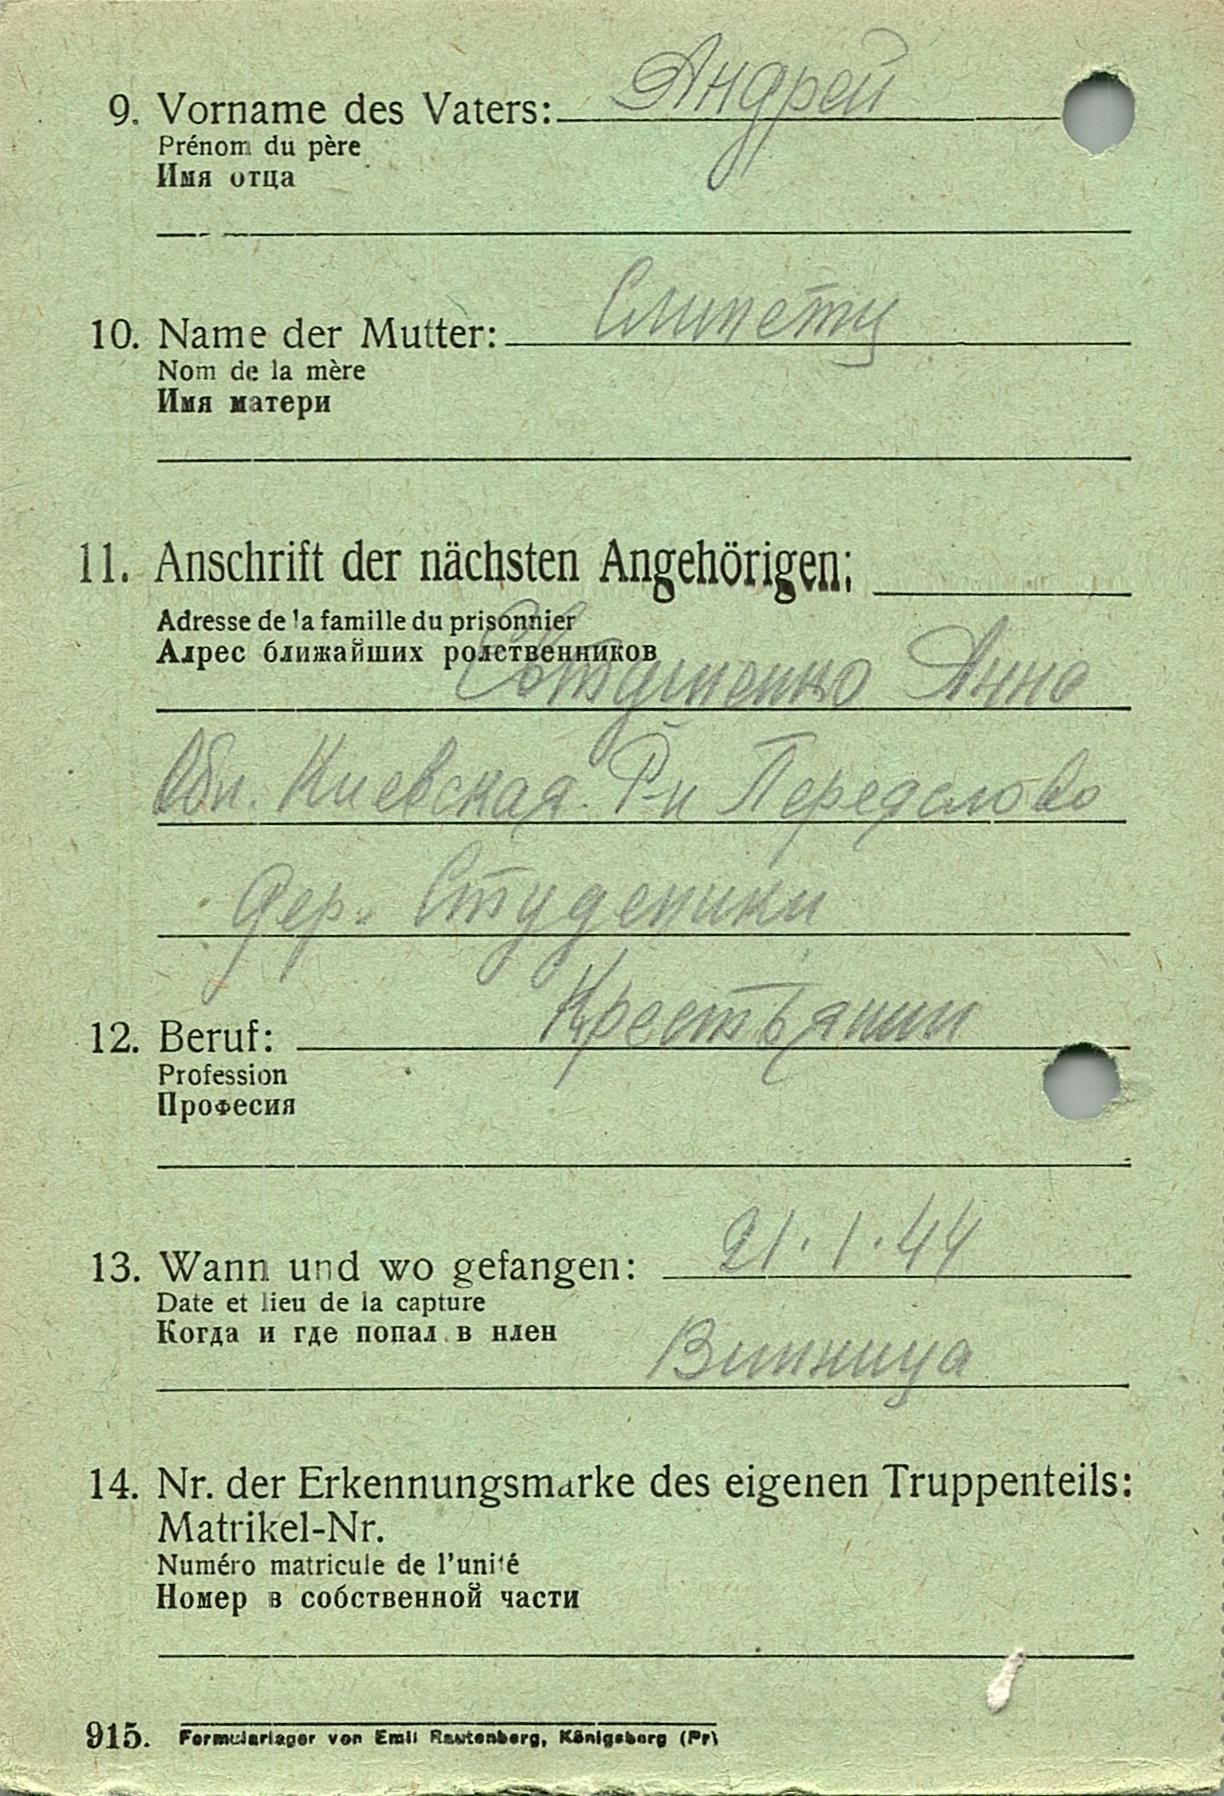 9. Vorname des Vaters: Андрей
Prénom du père
Имя отца
10. Name der Mutter: Слипетц
Nom de la mère
Имя матери
11. Anschrift der nächsten Angehörigen:
Adresse de la famille du prisonnier
Адрес ближайших родственников
Анна
Обл. Киевская. Р-н Переяслово
дер. Студеники
12. Beruf: Крестьянин
Profession
Професия
13. Wann und wo gefangen: 21.1.44
Date et lieu de la capture
Когда и где попал в нлен
Винница
14. Nr. der Erkennungsmarke des eigenen Truppenteils:
Matrikel-Nr.
Numéro matricule de l'unité
Номер в собственной части
915. Formularlager von Emil Rautenberg, Königsberg (Pr)